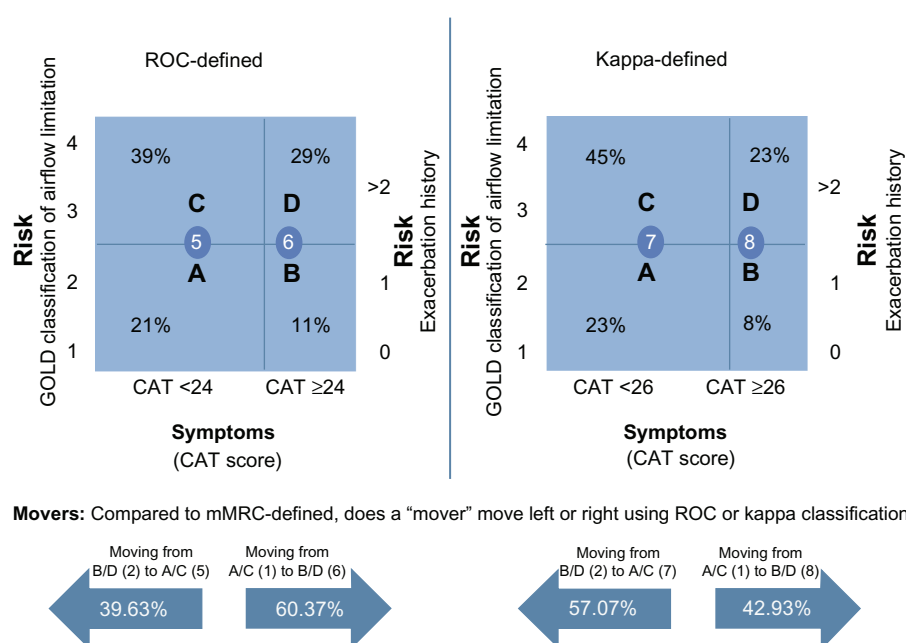 ROC-defined
Risk
GOLD classification of airflow limitation
4
3
2
1
39%
29%
C
D
5
6
A
B
21%
11%
>2
1
0
Risk
Exacerbation history
CAT <24
CAT ≥24
Symptoms
(CAT score)
Kappa-defined
Risk
GOLD classification of airflow limitation
4
3
2
1
45%
23%
C
D
7
8
A
B
23%
8%
>2
1
0
Risk
Exacerbation history
CAT <26
CAT ≥26
Symptoms
(CAT score)
Movers: Compared to mMRC-defined, does a “mover” move left or right using ROC or kappa classification
Moving from
B/D (2) to A/C (5)
39.63%
Moving from
A/C (1) to B/D (6)
60.37%
Moving from
B/D (2) to A/C (7)
57.07%
Moving from
A/C (1) to B/D (8)
42.93%